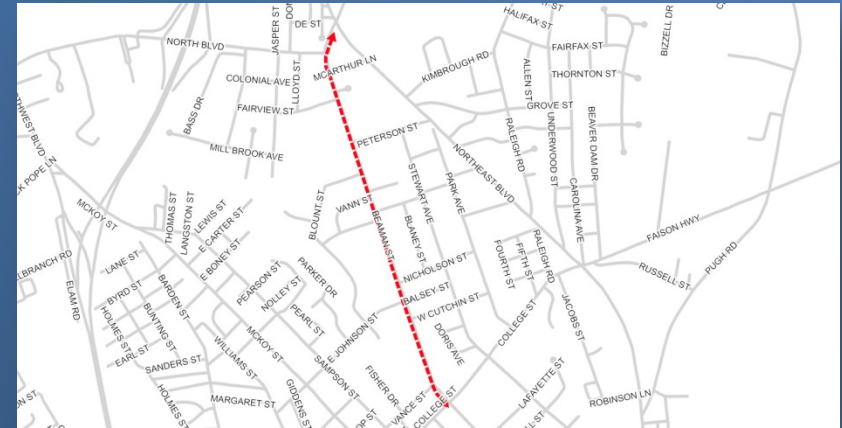 HALIFAX ST
DE ST
JASPER ST
NORTH BLVD
BIZZELL DR
FAIRFAX ST
MCARTHUR LN
KIMBROUGH RD
ALLEN ST
THORNTON ST
COLONIAL AVE
LLOYD ST
FAIRVIEW ST
BASS DR
GROVE ST
RALEIGH RD
UNDERWOOD ST
BEAVER DAM DR
PETERSON ST
MILL BROOK AVE
NORTHEAST BLVD
STEWART AVE
PARK AVE
CAROLINA AVE
MCKOY ST
THOMAS ST
LANGSTON ST
LEWIS ST
E CARTER ST
E BONEY ST
BLOUNT ST
VANN ST
BEAMAN ST
BLANEY ST
FAISON HWY
PUGH RD
FOURTH ST
FIFTH ST
RALEIGH RD
RUSSELL ST
LANE ST
BYRD ST
ELAM RD
HOLMES ST
BUNTING ST
BARDEN ST
PEARSON ST
NOLLEY ST
PARKER DR
NICHOLSON ST
BALSEY ST
W CUTCHIN ST
COLLEGE ST
JACOBS ST
PEARL ST
E JOHNSON ST
DORIS AVE
EARL ST
SANDERS ST
WILLIAMS ST
MCKOY ST
SAMPSON ST
FISHER DR
LAFAYETTE ST
ROBINSON LN
HOLMES ST
MARGARET ST
GIDDENS ST
VANCE ST
COLLEGE ST